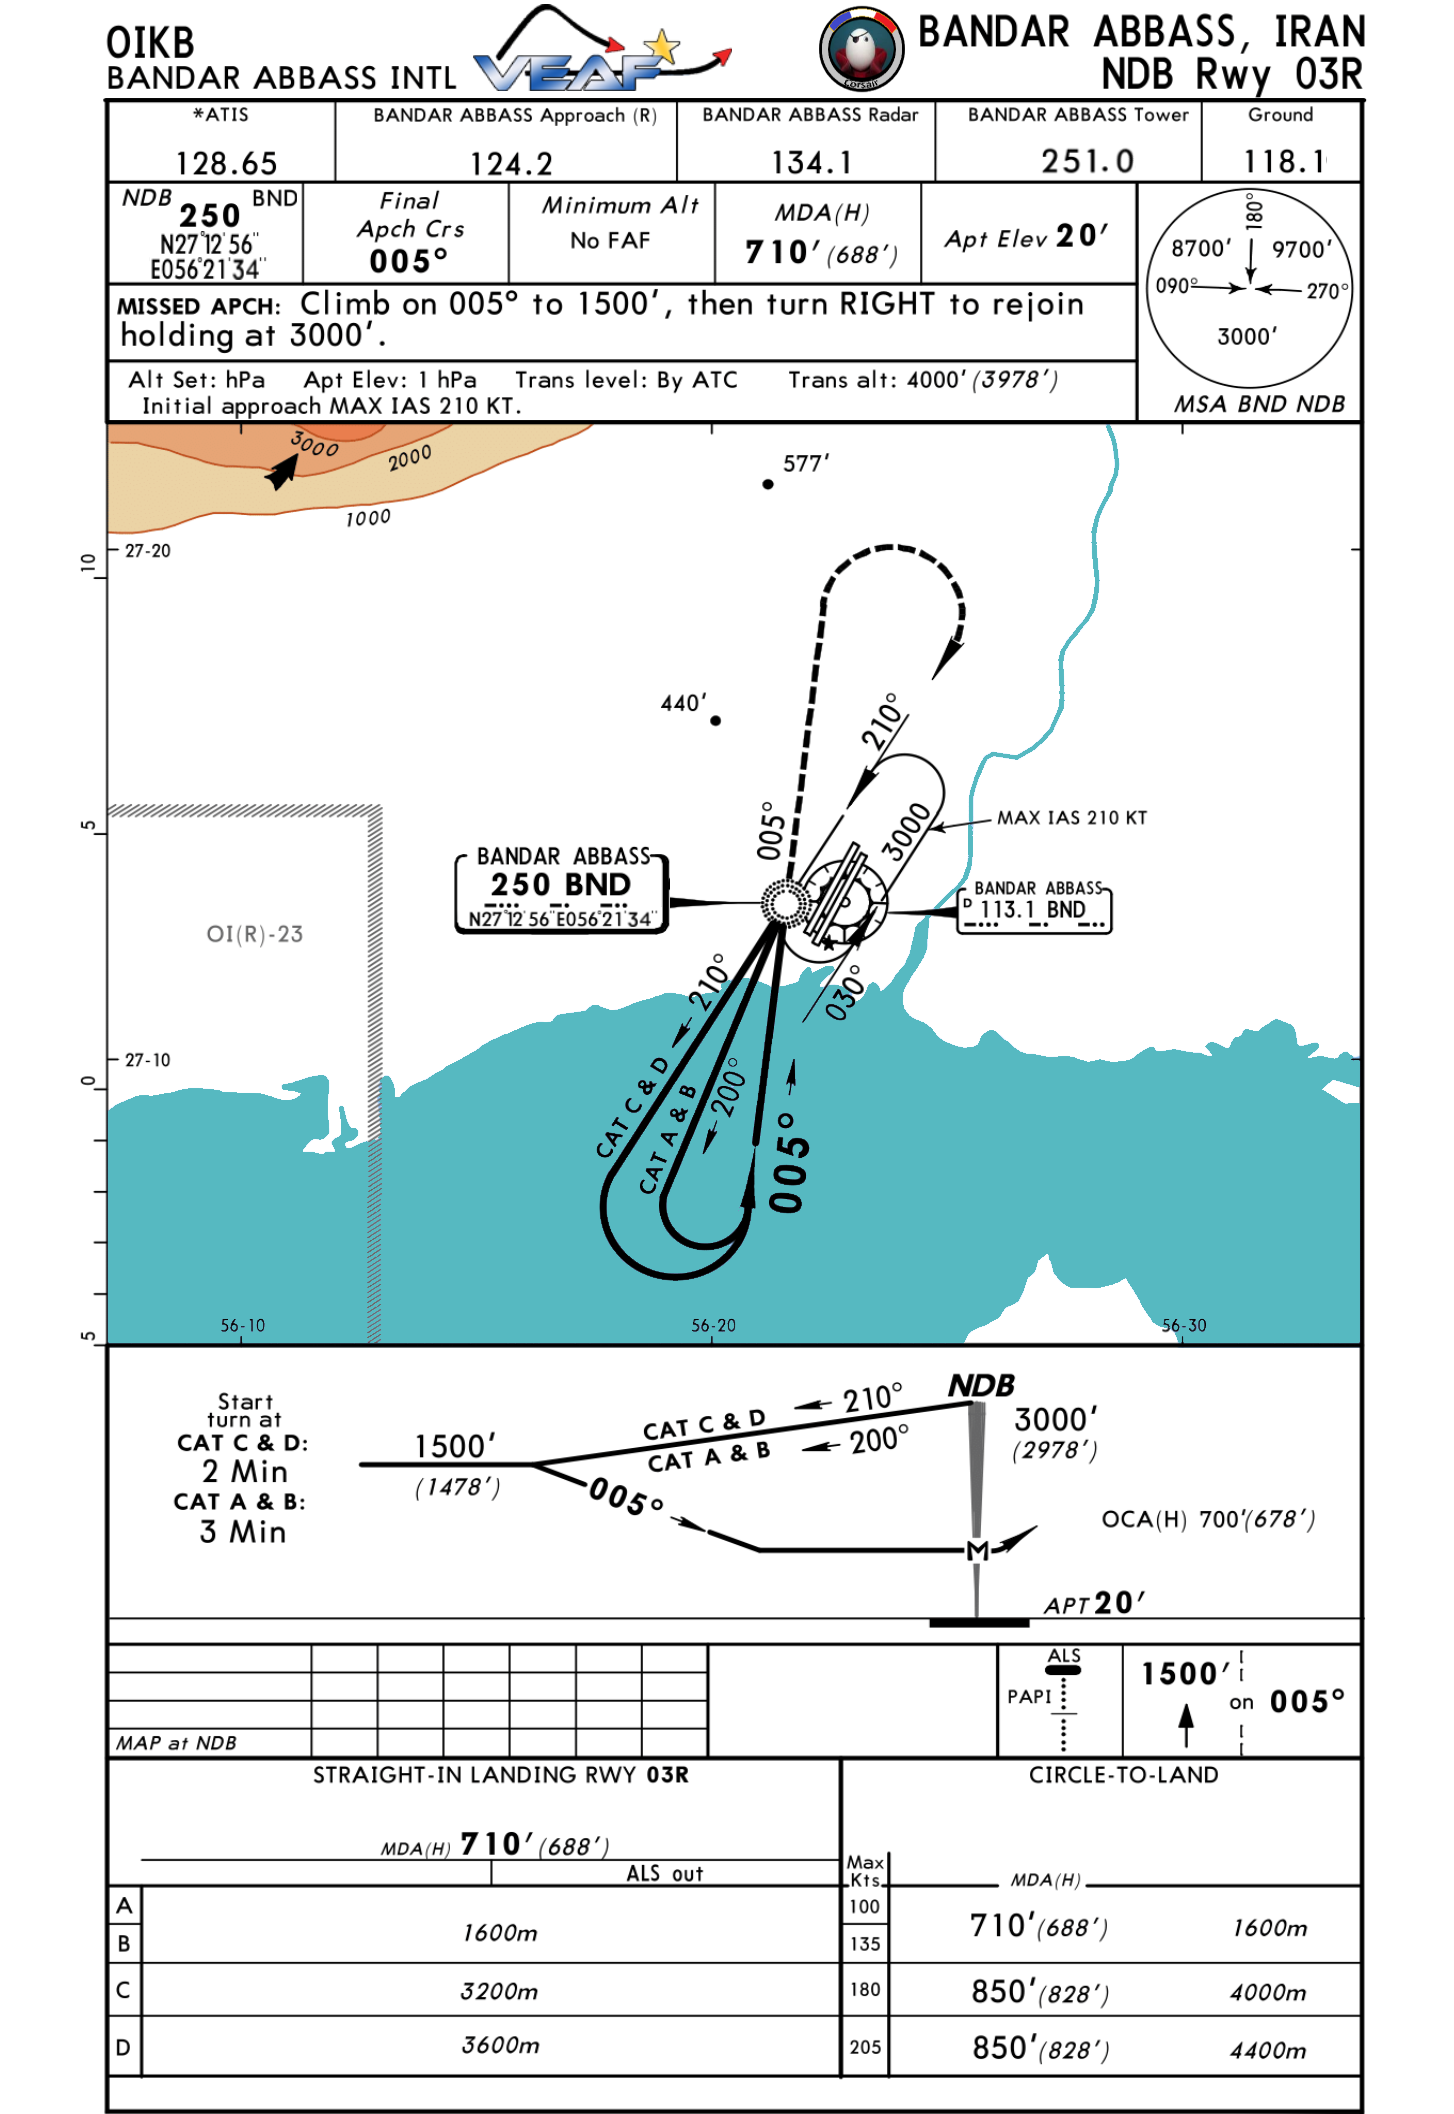 OIKB
BANDAR ABBASS INTL
VEAF
Corsair
BANDAR ABBASS, IRAN
NDB Rwy 03R
*ATIS
128.65
BANDAR ABBASS Approach (R)
124.2
BANDAR ABBASS Radar
134.1
BANDAR ABBASS Tower
251.0
Ground
118.1
NDB 250 BND
N27°12'56"
E056°21'34"
Final
Apch Crs
005°
Minimum Alt
No FAF
MDA(H)
710' (688')
Apt Elev 20'
180°
8700' 9700'
090° 270°
3000'
MSA BND NDB
MISSED APCH: Climb on 005° to 1500', then turn RIGHT to rejoin
holding at 3000'.
Alt Set: hPa Apt Elev: 1 hPa Trans level: By ATC Trans alt: 4000' (3978')
Initial approach MAX IAS 210 KT.
3000
2000
1000
577'
27-20
10
440'
210°
5
005°
3000
MAX IAS 210 KT
BANDAR ABBASS
250 BND
N27°12'56"E056°21'34"
BANDAR ABBASS
D 113.1 BND
OI(R)-23
210°
030°
27-10
0
CAT C & D
CAT A & B
200°
005°
5
56-10
56-20
56-30
Start
turn at
CAT C & D:
2 Min
CAT A & B:
3 Min
1500'
(1478')
CAT C & D
210°
CAT A & B
200°
005°
NDB
3000'
(2978')
M
OCA(H) 700'(678')
APT 20'
MAP at NDB
ALS
PAPI
1500'
on 005°
STRAIGHT-IN LANDING RWY 03R
MDA(H) 710' (688')
ALS out
A
B
1600m
C
3200m
D
3600m
CIRCLE-TO-LAND
Max
Kts
MDA(H)
100
135
710'(688') 1600m
180
850'(828') 4000m
205
850'(828') 4400m